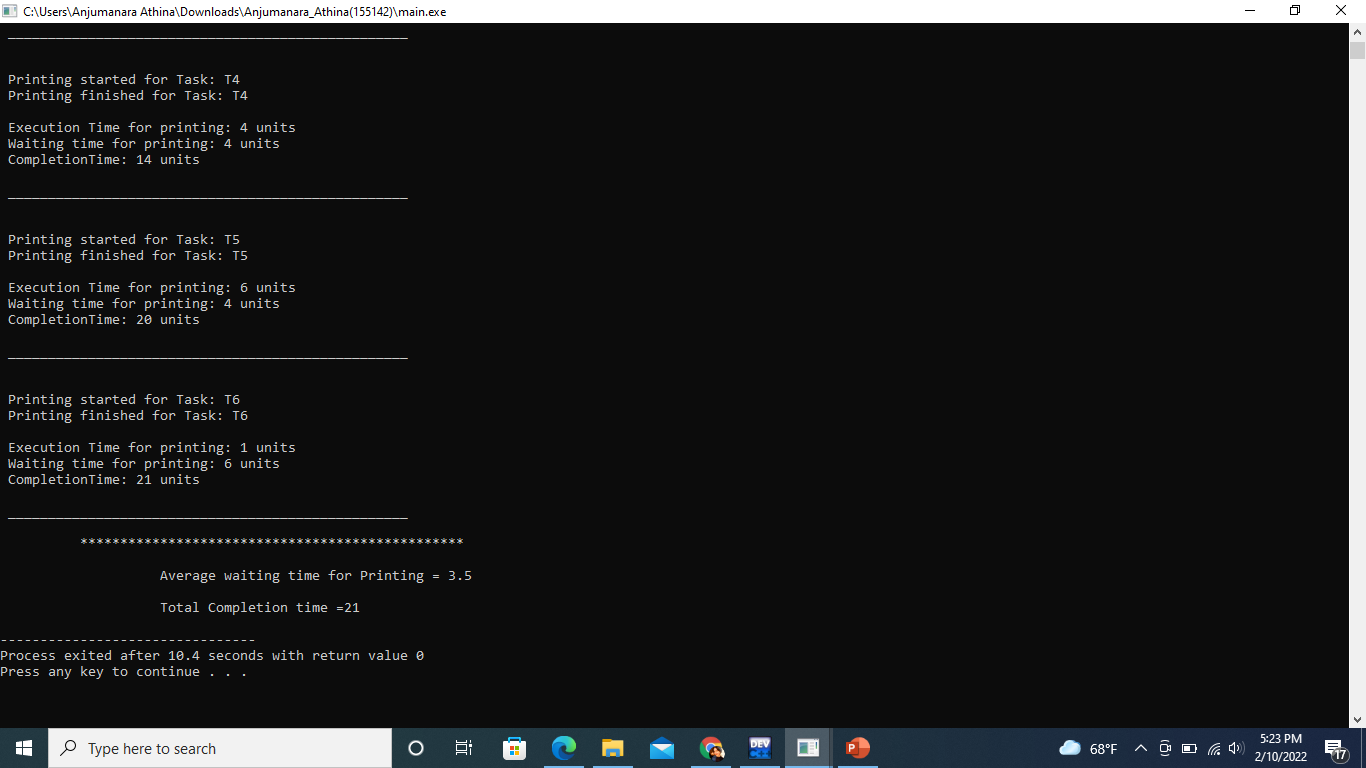 C:\Users\Anjumanara Athina\Downloads\Anjumanara_Athina(155142)\main.exe
__________________________________________________
Printing started for Task: T4
Printing finished for Task: T4
Execution Time for printing: 4 units
Waiting time for printing: 4 units
CompletionTime: 14 units
__________________________________________________
Printing started for Task: T5
Printing finished for Task: T5
Execution Time for printing: 6 units
Waiting time for printing: 4 units
CompletionTime: 20 units
__________________________________________________
Printing started for Task: T6
Printing finished for Task: T6
Execution Time for printing: 1 units
Waiting time for printing: 6 units
CompletionTime: 21 units
__________________________________________________
************************************************
Average waiting time for Printing = 3.5
Total Completion time =21
--------------------------------
Process exited after 10.4 seconds with return value 0
Press any key to continue . . .
Type here to search
DEV
P
68°F
5:23 PM
2/10/2022
17